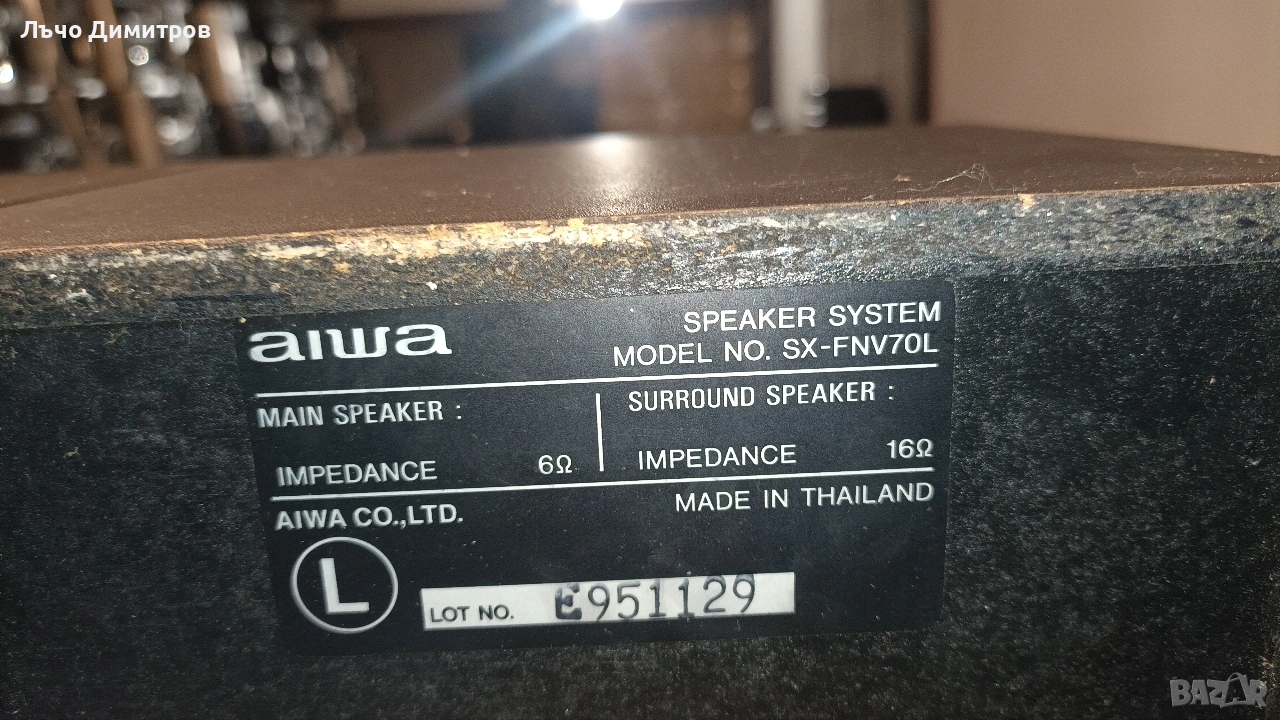 Лъчо Димитров
aiwa
SPEAKER SYSTEM
MODEL NO. SX-FNV70L
MAIN SPEAKER :
IMPEDANCE 6Ω
SURROUND SPEAKER :
IMPEDANCE 16Ω
AIWA CO.,LTD.
MADE IN THAILAND
L
LOT NO. E951129
BAZAR